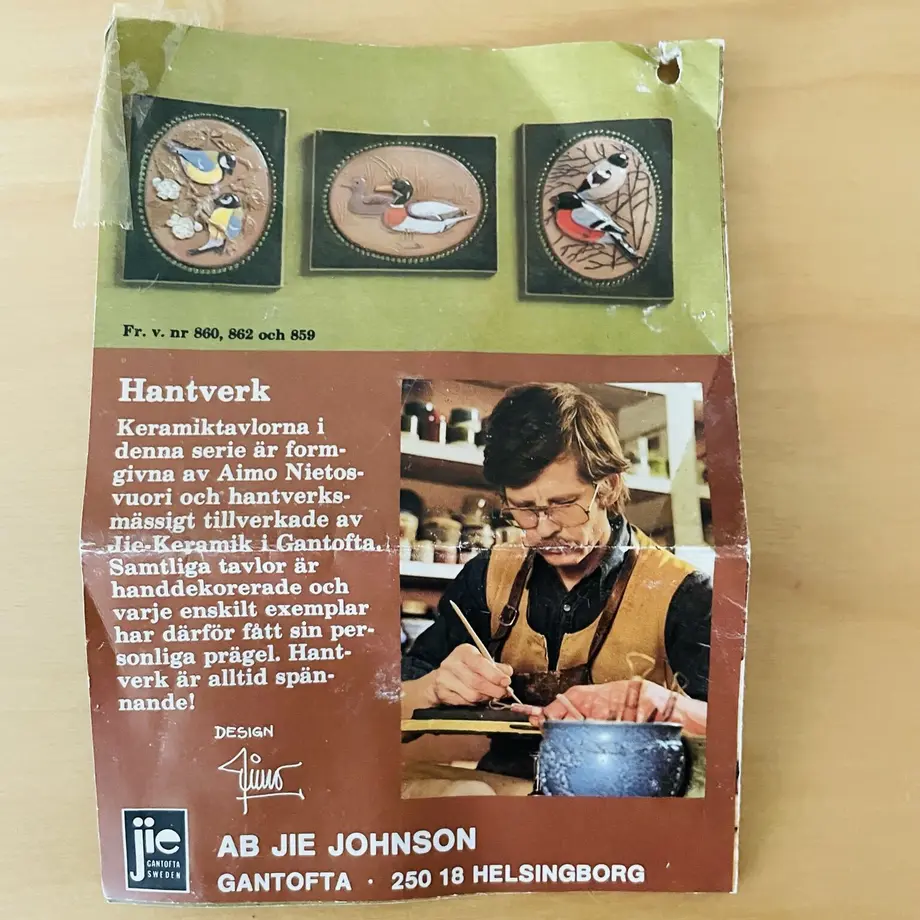 Fr. v. nr 860, 862 och 859
Hantverk
Keramiktavlorna i
denna serie är form-
givna av Aimo Nietos-
vuori och hantverks-
mässigt tillverkade av
Jie-Keramik i Gantofta.
Samtliga tavlor är
handdekorerade och
varje enskilt exemplar
har därför fått sin per-
sonliga prägel. Hant-
verk är alltid spän-
nande!
DESIGN
Aimo
jie
GANTOFTA
SWEDEN
AB JIE JOHNSON
GANTOFTA · 250 18 HELSINGBORG